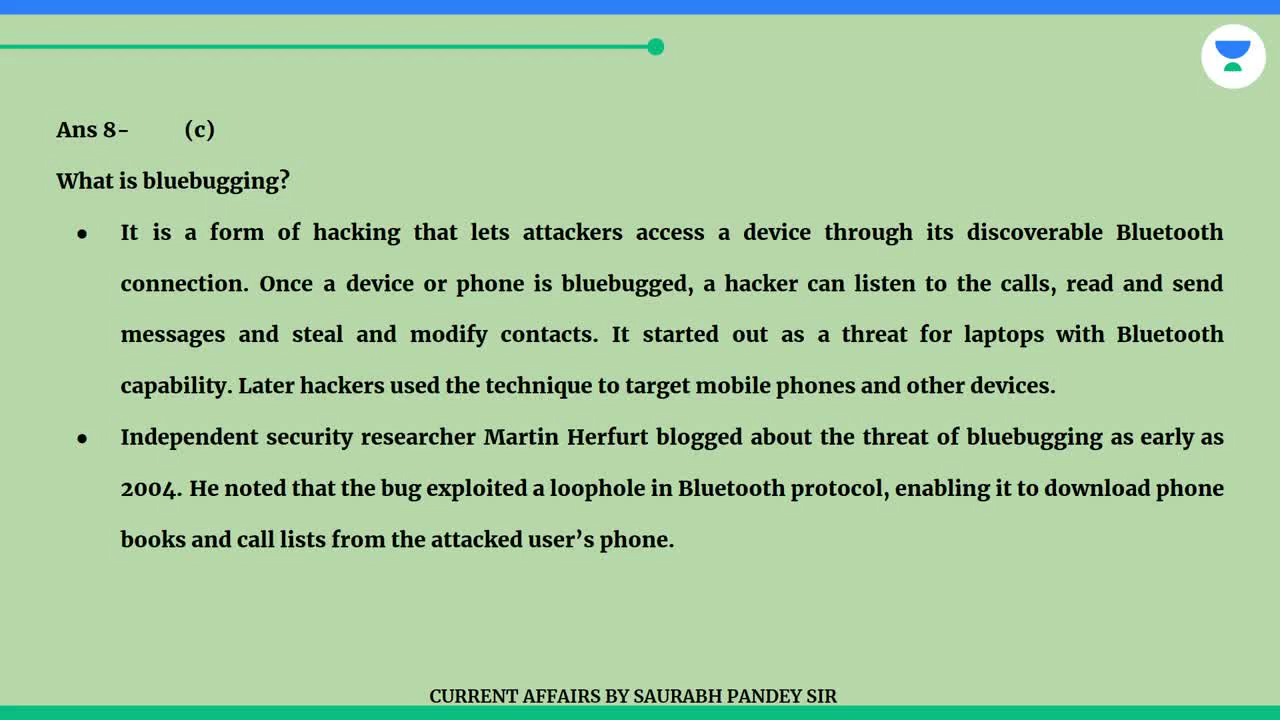 Ans 8- (c)
What is bluebugging?
● It is a form of hacking that lets attackers access a device through its discoverable Bluetooth
connection. Once a device or phone is bluebugged, a hacker can listen to the calls, read and send
messages and steal and modify contacts. It started out as a threat for laptops with Bluetooth
capability. Later hackers used the technique to target mobile phones and other devices.
● Independent security researcher Martin Herfurt blogged about the threat of bluebugging as early as
2004. He noted that the bug exploited a loophole in Bluetooth protocol, enabling it to download phone
books and call lists from the attacked user’s phone.
CURRENT AFFAIRS BY SAURABH PANDEY SIR